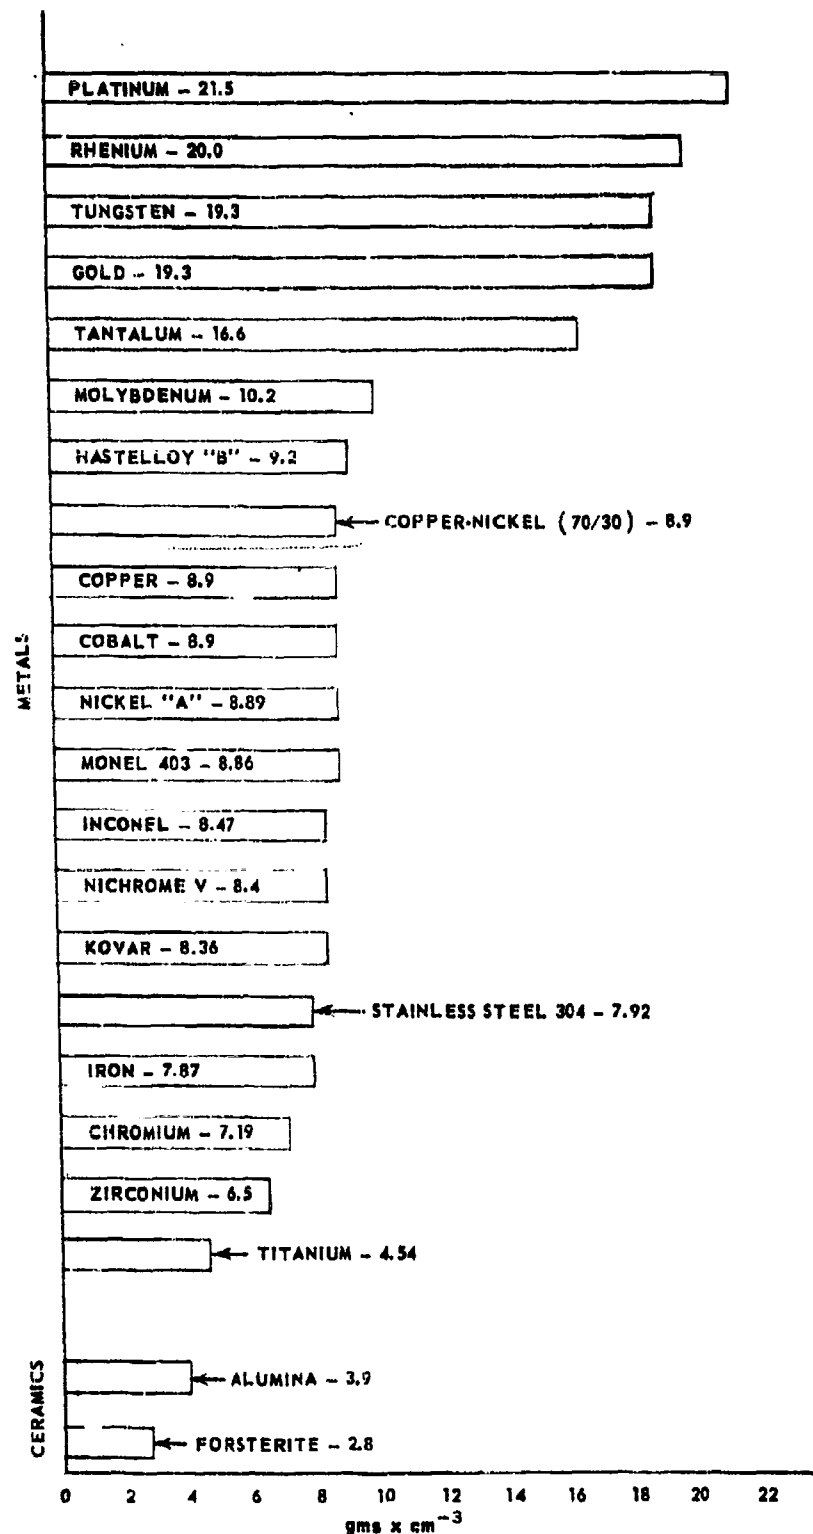 PLATINUM – 21.5
RHENIUM – 20.0
TUNGSTEN – 19.3
GOLD – 19.3
TANTALUM – 16.6
MOLYBDENUM – 10.2
HASTELLOY "B" – 9.2
COPPER-NICKEL (70/30) – 8.9
COPPER – 8.9
COBALT – 8.9
NICKEL "A" – 8.89
MONEL 403 – 8.86
INCONEL – 8.47
NICHROME V – 8.4
KOVAR – 8.36
STAINLESS STEEL 304 – 7.92
IRON – 7.87
CHROMIUM – 7.19
ZIRCONIUM – 6.5
TITANIUM – 4.54
METALS
ALUMINA – 3.9
FORSTERITE – 2.8
CERAMICS
0 2 4 6 8 10 12 14 16 18 20 22
gms x cm⁻³